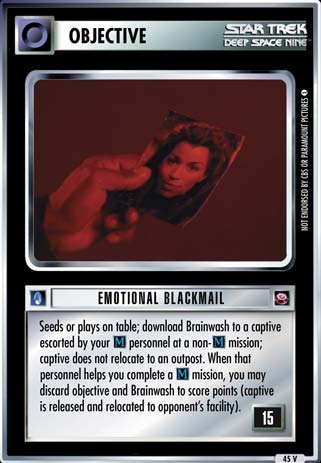 OBJECTIVE
STAR TREK
DEEP SPACE NINE
NOT ENDORSED BY CBS OR PARAMOUNT PICTURES
EMOTIONAL BLACKMAIL
Seeds or plays on table; download Brainwash to a captive
escorted by your M personnel at a non-M mission;
captive does not relocate to an outpost. When that
personnel helps you complete a M mission, you may
discard objective and Brainwash to score points (captive
is released and relocated to opponent's facility).
15
45 V